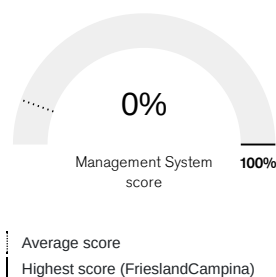 0%
Management System
100%
score
Average score
Highest score (FrieslandCampina)